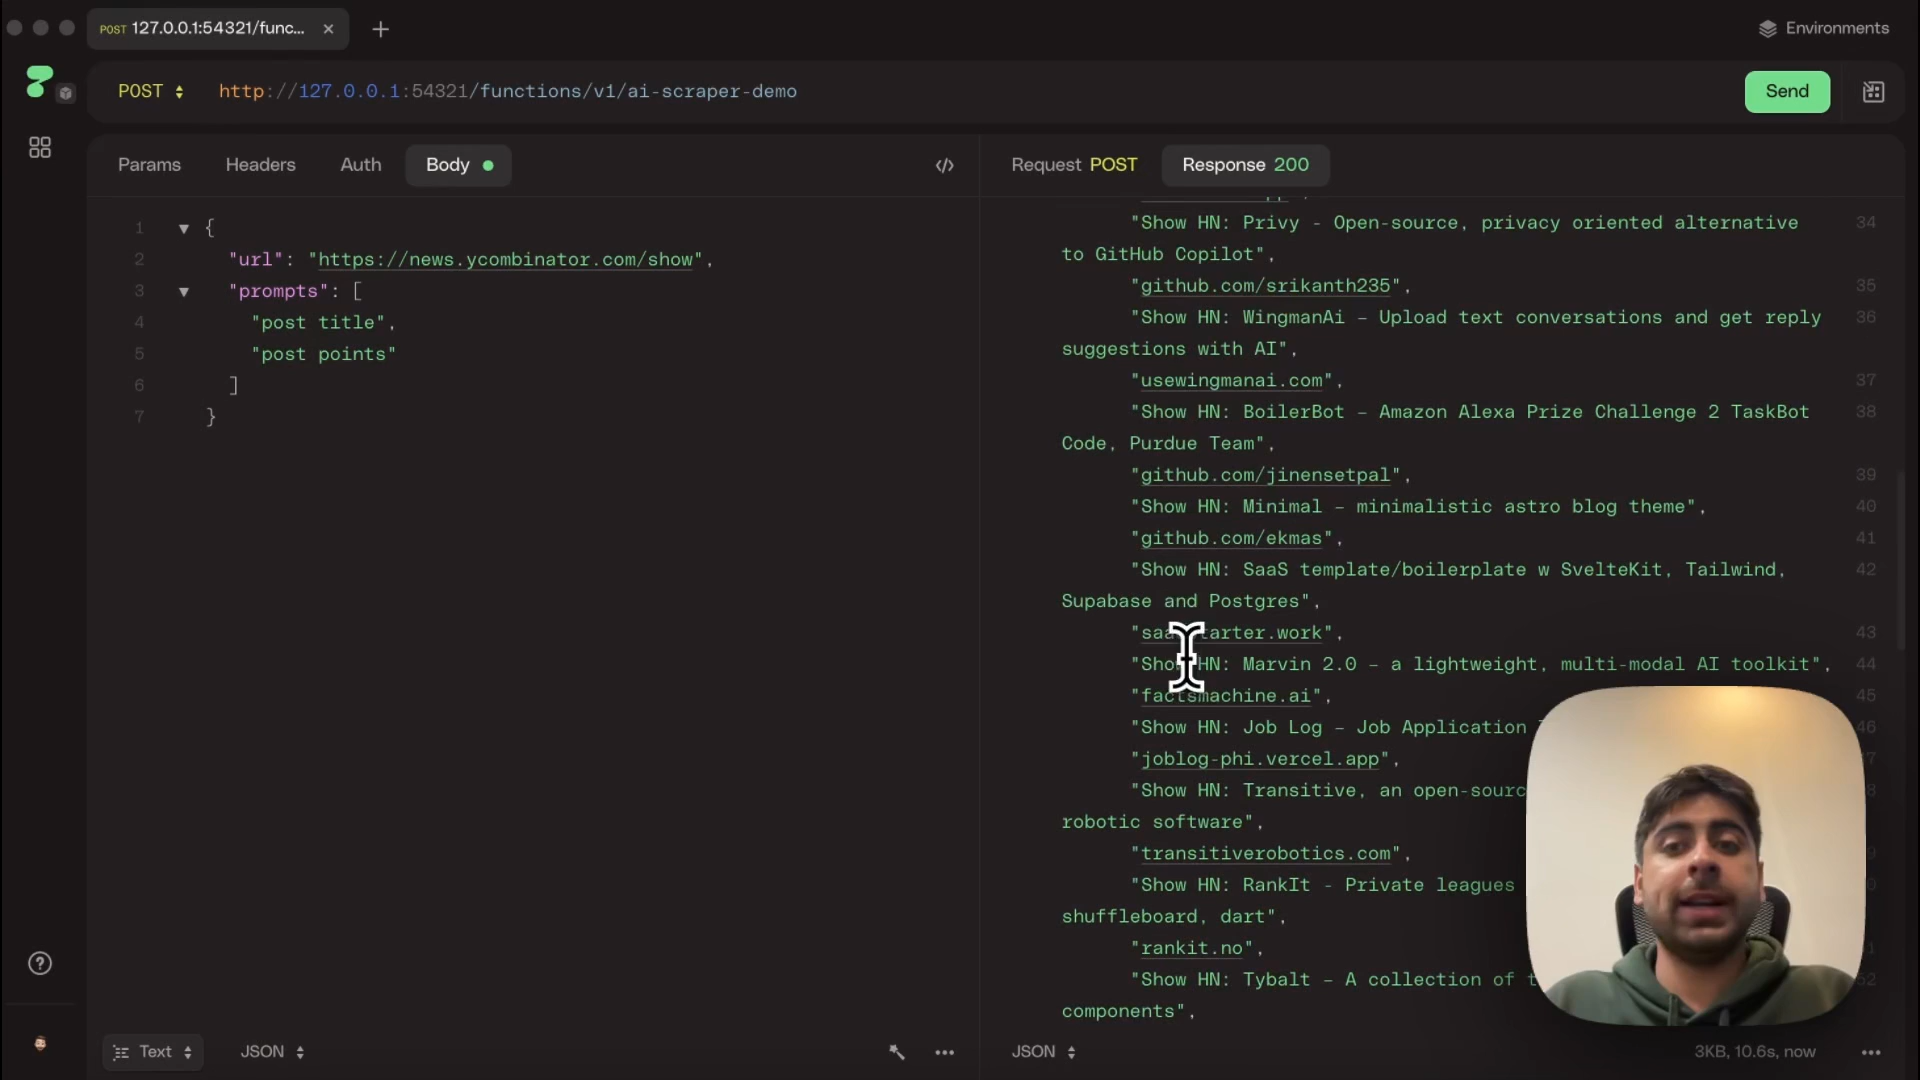 POST 127.0.0.1:54321/func...
Environments
POST http://127.0.0.1:54321/functions/v1/ai-scraper-demo
Send
Params Headers Auth Body
Request POST Response 200
1 {
2 "url": "https://news.ycombinator.com/show",
3 "prompts": [
4 "post title",
5 "post points"
6 ]
7 }
"Show HN: Privy - Open-source, privacy oriented alternative 34
to GitHub Copilot",
"github.com/srikanth235", 35
"Show HN: WingmanAi – Upload text conversations and get reply 36
suggestions with AI",
"usewingmanai.com", 37
"Show HN: BoilerBot – Amazon Alexa Prize Challenge 2 TaskBot 38
Code, Purdue Team",
"github.com/jinensetpal", 39
"Show HN: Minimal – minimalistic astro blog theme", 40
"github.com/ekmas", 41
"Show HN: SaaS template/boilerplate w SvelteKit, Tailwind, 42
Supabase and Postgres",
"saasstarter.work", 43
"Show HN: Marvin 2.0 – a lightweight, multi-modal AI toolkit", 44
"factsmachine.ai", 45
"Show HN: Job Log – Job Application 46
"joblog-phi.vercel.app",
"Show HN: Transitive, an open-sourc
robotic software",
"transitiverobotics.com",
"Show HN: RankIt - Private leagues
shuffleboard, dart",
"rankit.no",
"Show HN: Tybalt – A collection of 52
components",
Text JSON
JSON 3KB, 10.6s, now